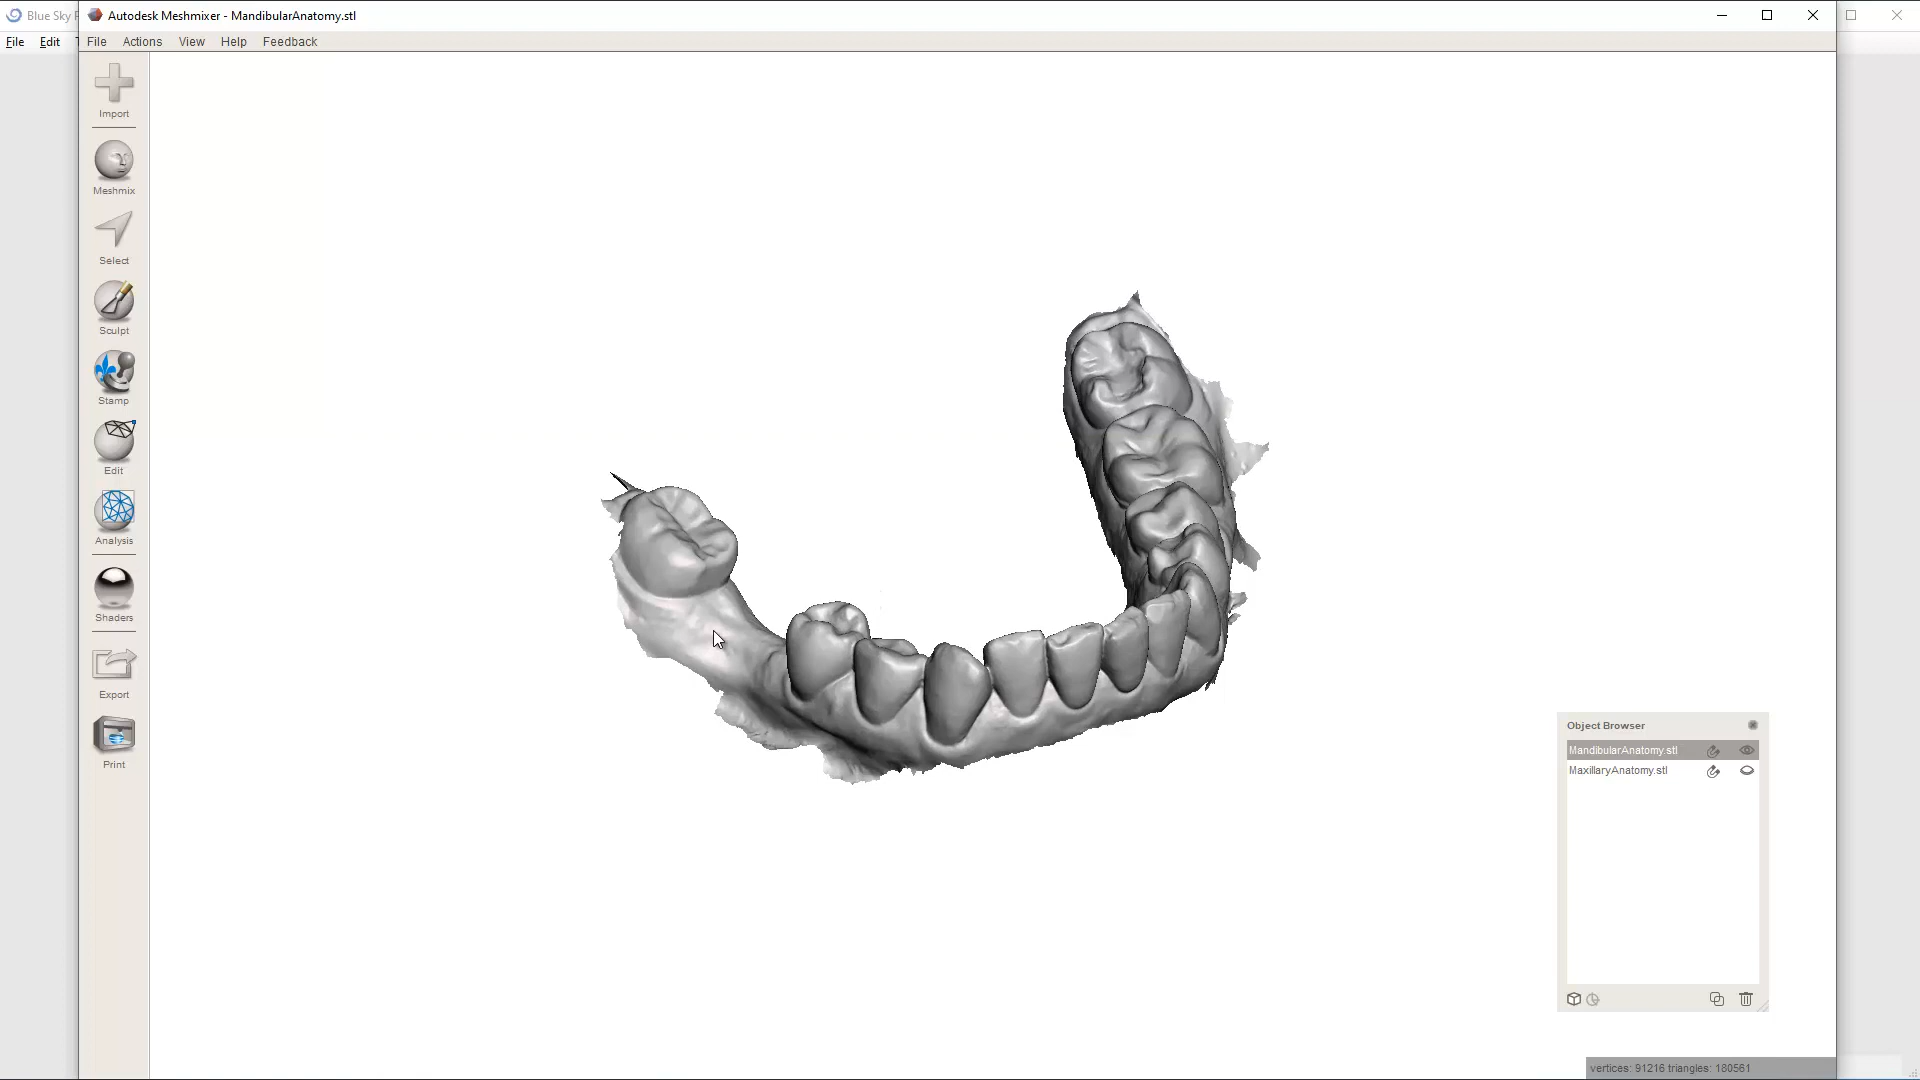 Blue Sky
Autodesk Meshmixer - MandibularAnatomy.stl
File Edit
File Actions View Help Feedback
Import
Meshmix
Select
Sculpt
Stamp
Edit
Analysis
Shaders
Export
Print
Object Browser
MandibularAnatomy.stl
MaxillaryAnatomy.stl
vertices: 91216 triangles: 180561